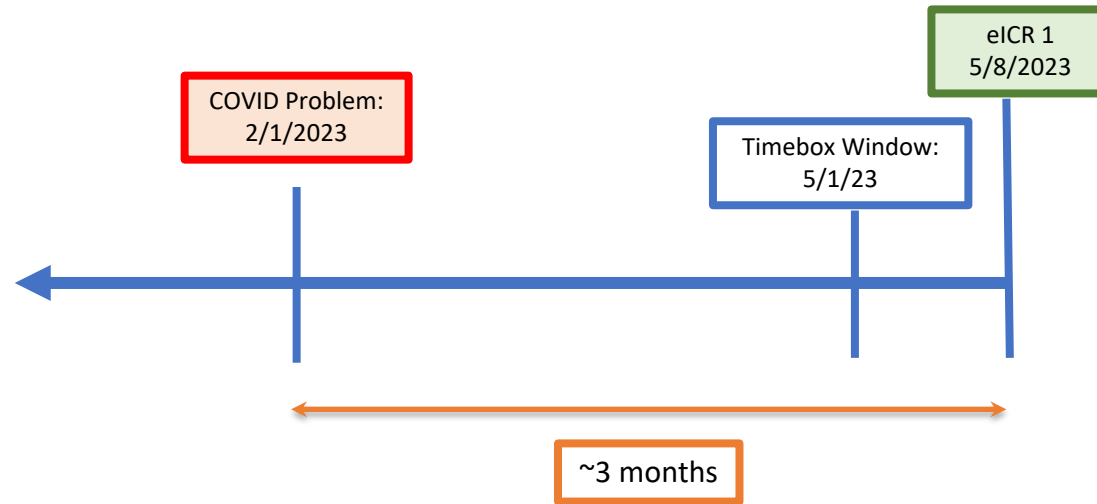 eICR 1
5/8/2023
COVID Problem:
2/1/2023
Timebox Window:
5/1/23
~3 months